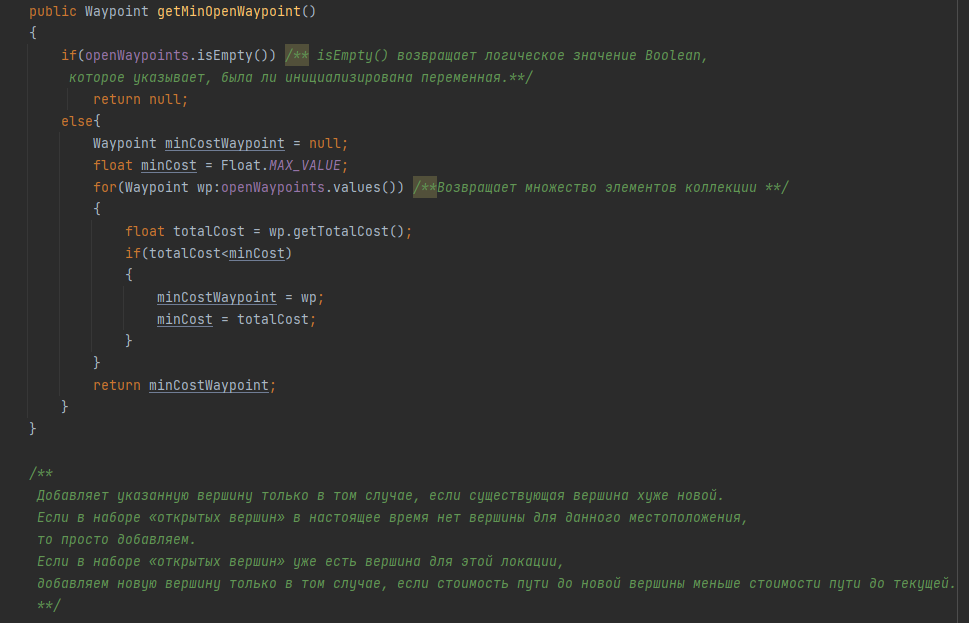 public Waypoint getMinOpenWaypoint()
{
if(openWaypoints.isEmpty()) /** isEmpty() возвращает логическое значение Boolean,
которое указывает, была ли инициализирована переменная.**/
return null;
else{
Waypoint minCostWaypoint = null;
float minCost = Float.MAX_VALUE;
for(Waypoint wp:openWaypoints.values()) /**Возвращает множество элементов коллекции **/
{
float totalCost = wp.getTotalCost();
if(totalCost<minCost)
{
minCostWaypoint = wp;
minCost = totalCost;
}
}
return minCostWaypoint;
}
}
/**
Добавляет указанную вершину только в том случае, если существующая вершина хуже новой.
Если в наборе «открытых вершин» в настоящее время нет вершины для данного местоположения,
то просто добавляем.
Если в наборе «открытых вершин» уже есть вершина для этой локации,
добавляем новую вершину только в том случае, если стоимость пути до новой вершины меньше стоимости пути до текущей.
**/